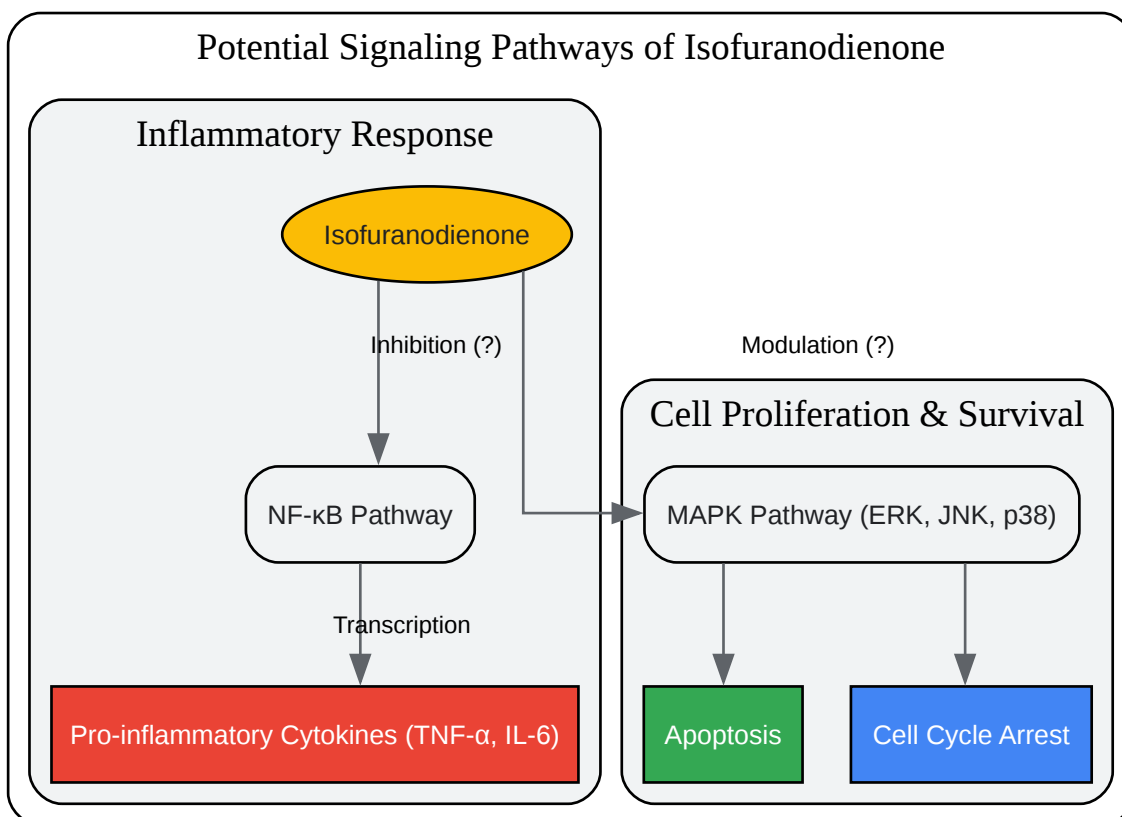 Potential Signaling Pathways of Isofuranodienone
Inflammatory Response
Isofuranodienone
Inhibition (?)
Modulation (?)
Cell Proliferation & Survival
NF-κB Pathway
MAPK Pathway (ERK, JNK, p38)
Transcription
Pro-inflammatory Cytokines (TNF-α, IL-6)
Apoptosis
Cell Cycle Arrest